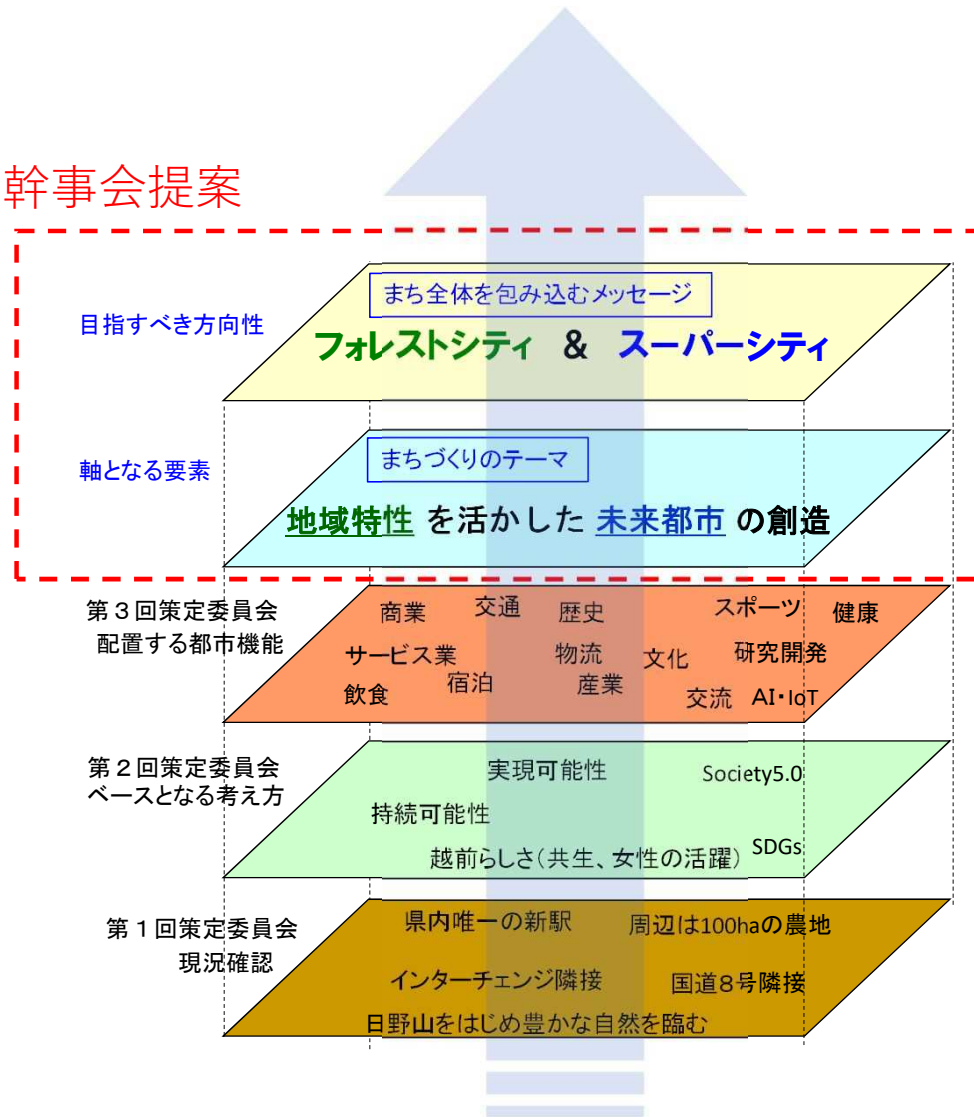 幹事会提案
目指すべき方向性
まち全体を包み込むメッセージ
フォレストシティ & スーパーシティ
軸となる要素
まちづくりのテーマ
地域特性 を活かした 未来都市 の創造
第３回策定委員会
配置する都市機能
商業 交通 歴史 スポーツ 健康
サービス業 物流 文化 研究開発
飲食 宿泊 産業 交流 AI・IoT
第２回策定委員会
ベースとなる考え方
実現可能性 Society5.0
持続可能性
越前らしさ(共生、女性の活躍) SDGs
第１回策定委員会
現況確認
県内唯一の新駅 周辺は100haの農地
インターチェンジ隣接 国道８号隣接
日野山をはじめ豊かな自然を臨む